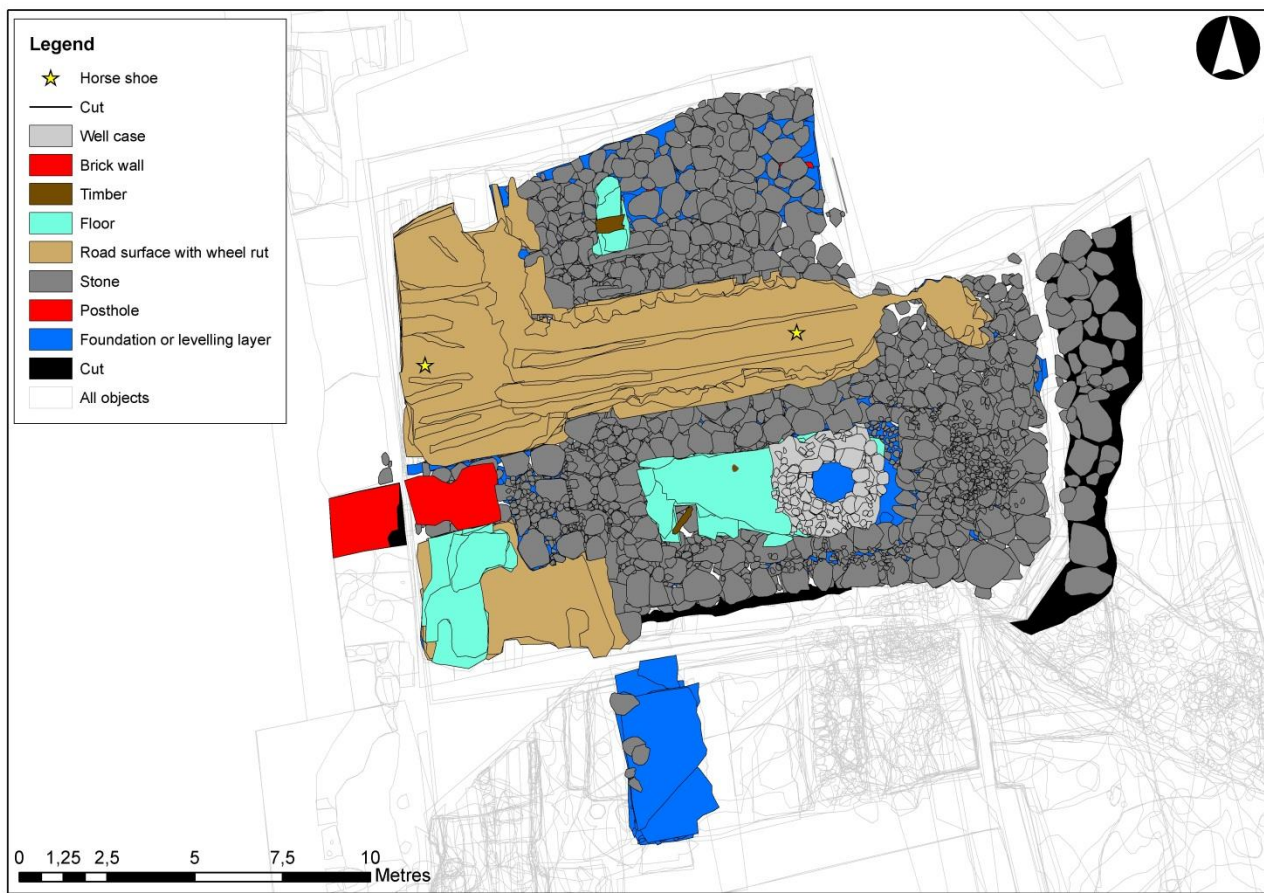 Legend
Horse shoe
Cut
Well case
Brick wall
Timber
Floor
Road surface with wheel rut
Stone
Posthole
Foundation or levelling layer
Cut
All objects
0 1,25 2,5 5 7,5 10
Metres